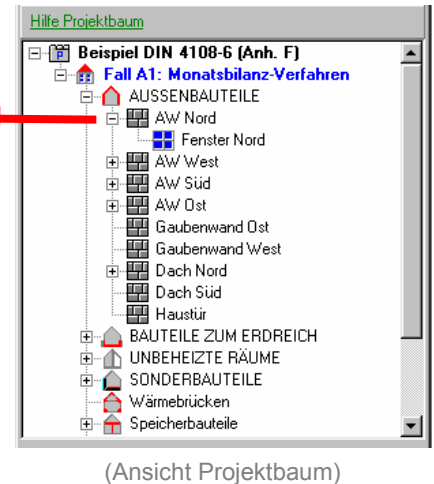 Hilfe Projektbaum
Beispiel DIN 4108-6 (Anh. F)
Fall A1: Monatsbilanz-Verfahren
AUSSENBAUTEILE
AW Nord
Fenster Nord
AW West
AW Süd
AW Ost
Gaubenwand Ost
Gaubenwand West
Dach Nord
Dach Süd
Haustür
BAUTEILE ZUM ERDREICH
UNBEHEIZTE RÄUME
SONDERBAUTEILE
Wärmebrücken
Speicherbauteile
(Ansicht Projektbaum)